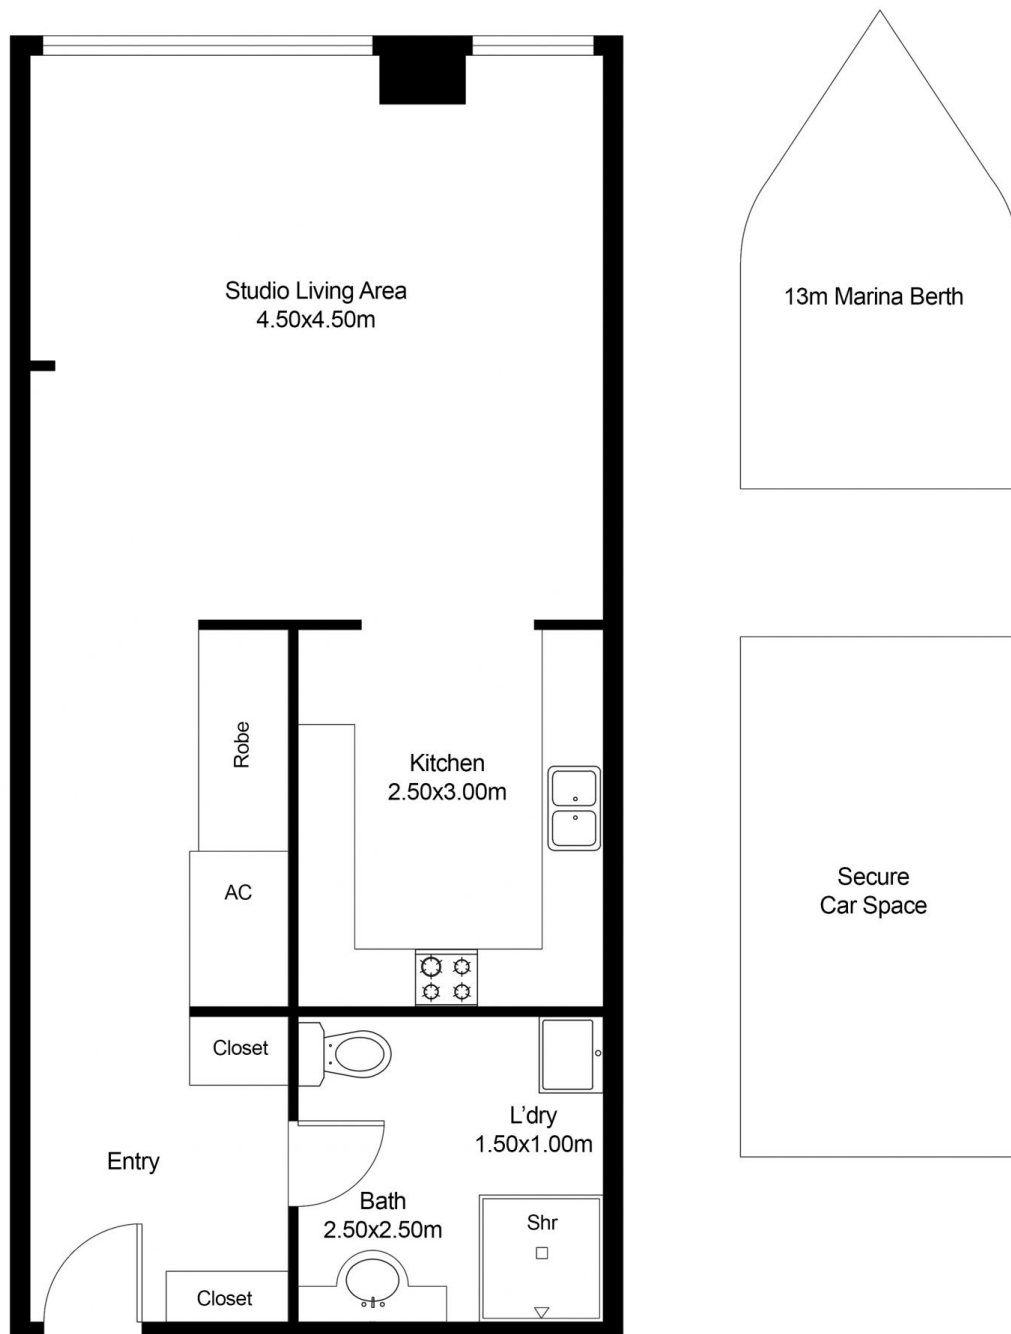 Studio Living Area
4.50x4.50m
13m Marina Berth
Robe
Kitchen
2.50x3.00m
AC
Secure
Car Space
Closet
L'dry
1.50x1.00m
Entry
Bath
2.50x2.50m
Shr
Closet